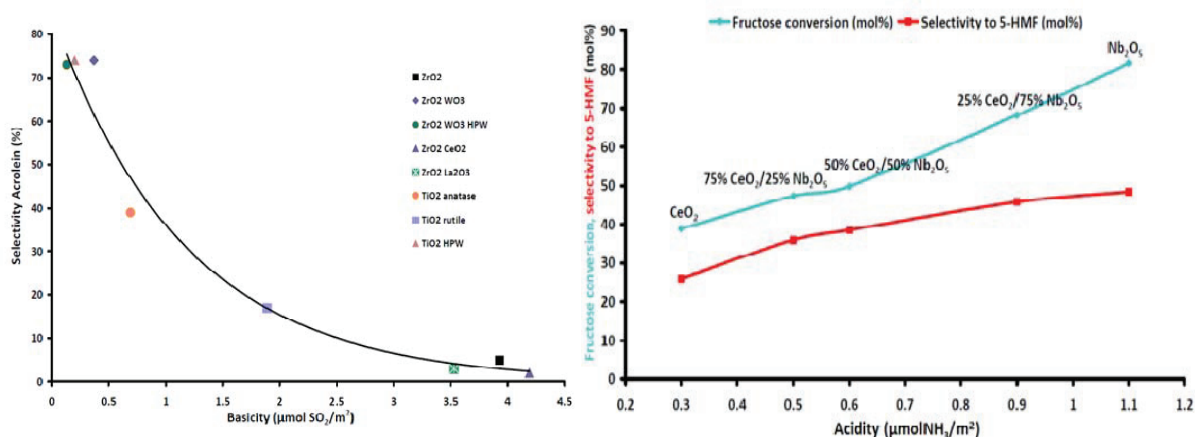 80
70
60
50
40
30
20
10
0
Selectivity Acrolein (%)
0 0.5 1 1.5 2 2.5 3 3.5 4 4.5
Basicity (µmol SO₂/m²)
ZrO2
ZrO2 WO3
ZrO2 WO3 HPW
ZrO2 CeO2
ZrO2 La2O3
TiO2 anatase
TiO2 rutile
TiO2 HPW
Fructose conversion (mol%) Selectivity to 5-HMF (mol%)
Fructose conversion, selectivity to 5-HMF (mol%)
90
80
70
60
50
40
30
20
10
0
CeO₂
75% CeO₂/25% Nb₂O₅
50% CeO₂/50% Nb₂O₅
25% CeO₂/75% Nb₂O₅
Nb₂O₅
0.2 0.3 0.4 0.5 0.6 0.7 0.8 0.9 1 1.1 1.2
Acidity (µmolNH₃/m²)